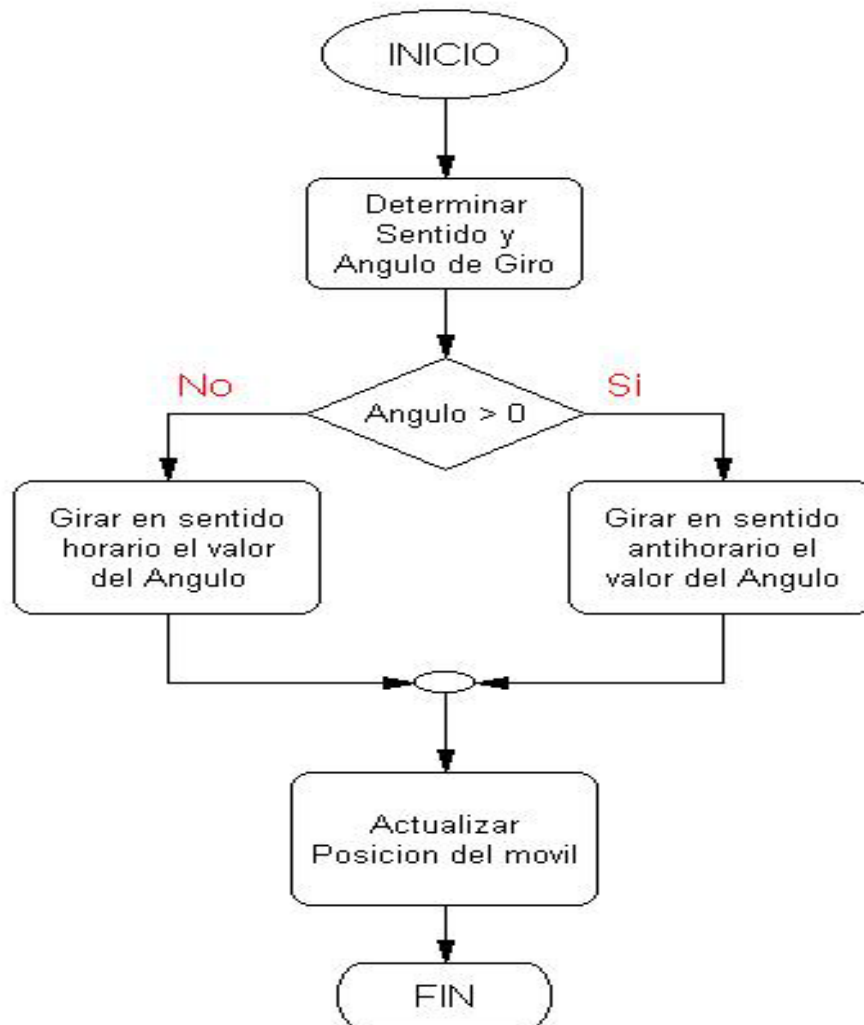 INICIO
Determinar
Sentido y
Angulo de Giro
No
Si
Angulo > 0
Girar en sentido
horario el valor
del Angulo
Girar en sentido
antihorario el
valor del Angulo
Actualizar
Posicion del movil
FIN